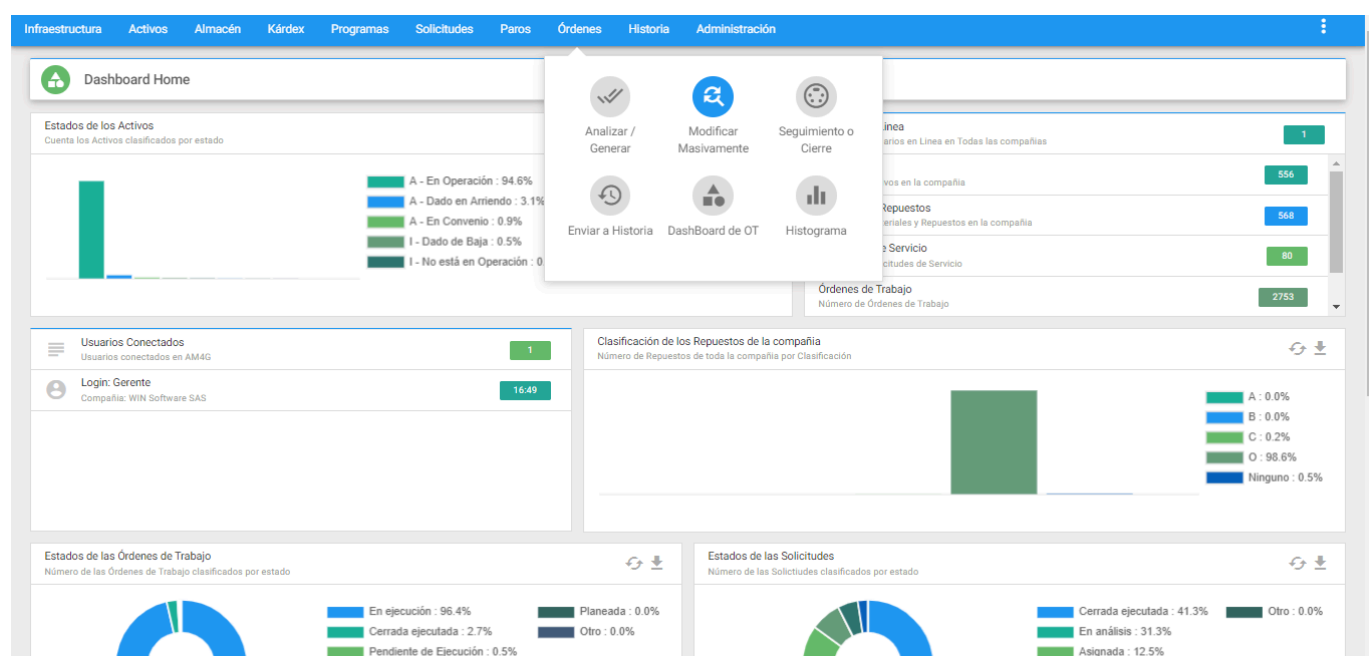 Infraestructura Activos Almacén Kárdex Programas Solicitudes Paros Órdenes Historia Administración
Dashboard Home
Analizar /
Generar
Modificar
Masivamente
Seguimiento o
Cierre
Enviar a Historia
DashBoard de OT
Histograma
Estados de los Activos
Cuenta los Activos clasificados por estado
A - En Operación : 94.6%
A - Dado en Arriendo : 3.1%
A - En Convenio : 0.9%
I - Dado de Baja : 0.5%
I - No está en Operación : 0
1
arios en Linea en Todas las compañias
vos en la compañia
556
Repuestos
teriales y Repuestos en la compañia
568
Servicio
citudes de Servicio
80
Órdenes de Trabajo
Número de Órdenes de Trabajo
2753
Usuarios Conectados
Usuarios conectados en AM4G
1
Login: Gerente
Compañia: WIN Software SAS
16:49
Clasificación de los Repuestos de la compañia
Número de Repuestos de toda la compañia por Clasificación
A : 0.0%
B : 0.0%
C : 0.2%
O : 98.6%
Ninguno : 0.5%
Estados de las Órdenes de Trabajo
Número de las Órdenes de Trabajo clasificados por estado
En ejecución : 96.4%
Cerrada ejecutada : 2.7%
Pendiente de Ejecución : 0.5%
Planeada : 0.0%
Otro : 0.0%
Estados de las Solicitudes
Número de las Solictiudes clasificados por estado
Cerrada ejecutada : 41.3%
En análisis : 31.3%
Asignada : 12.5%
Otro : 0.0%